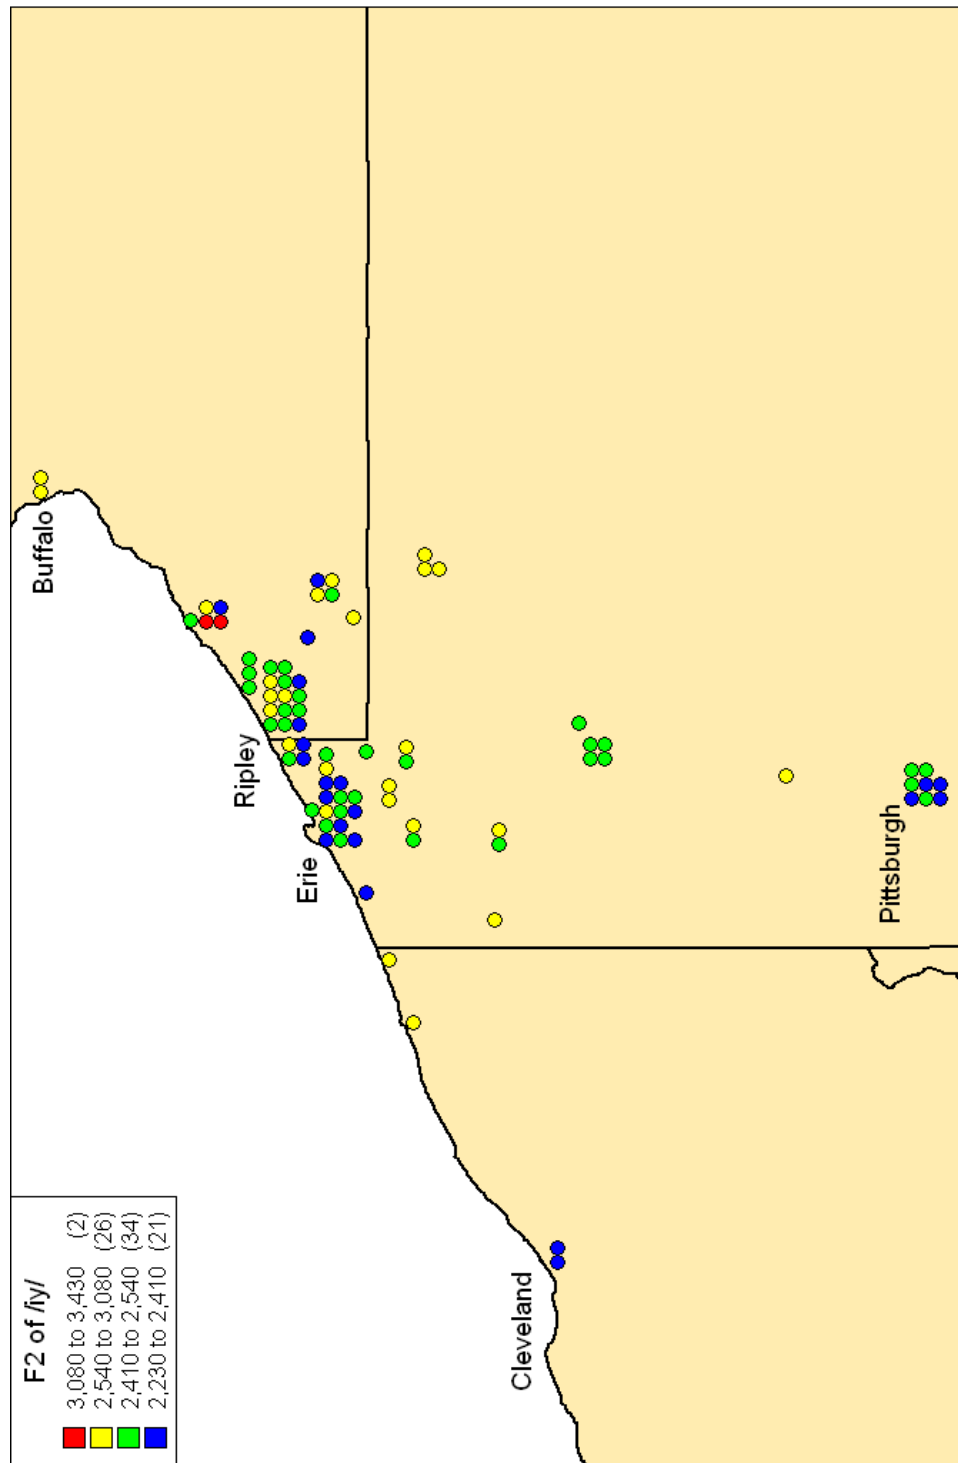 F2 of /iy/
3,080 to 3,430 (2)
2,540 to 3,080 (26)
2,410 to 2,540 (34)
2,230 to 2,410 (21)
Buffalo
Ripley
Erie
Cleveland
Pittsburgh